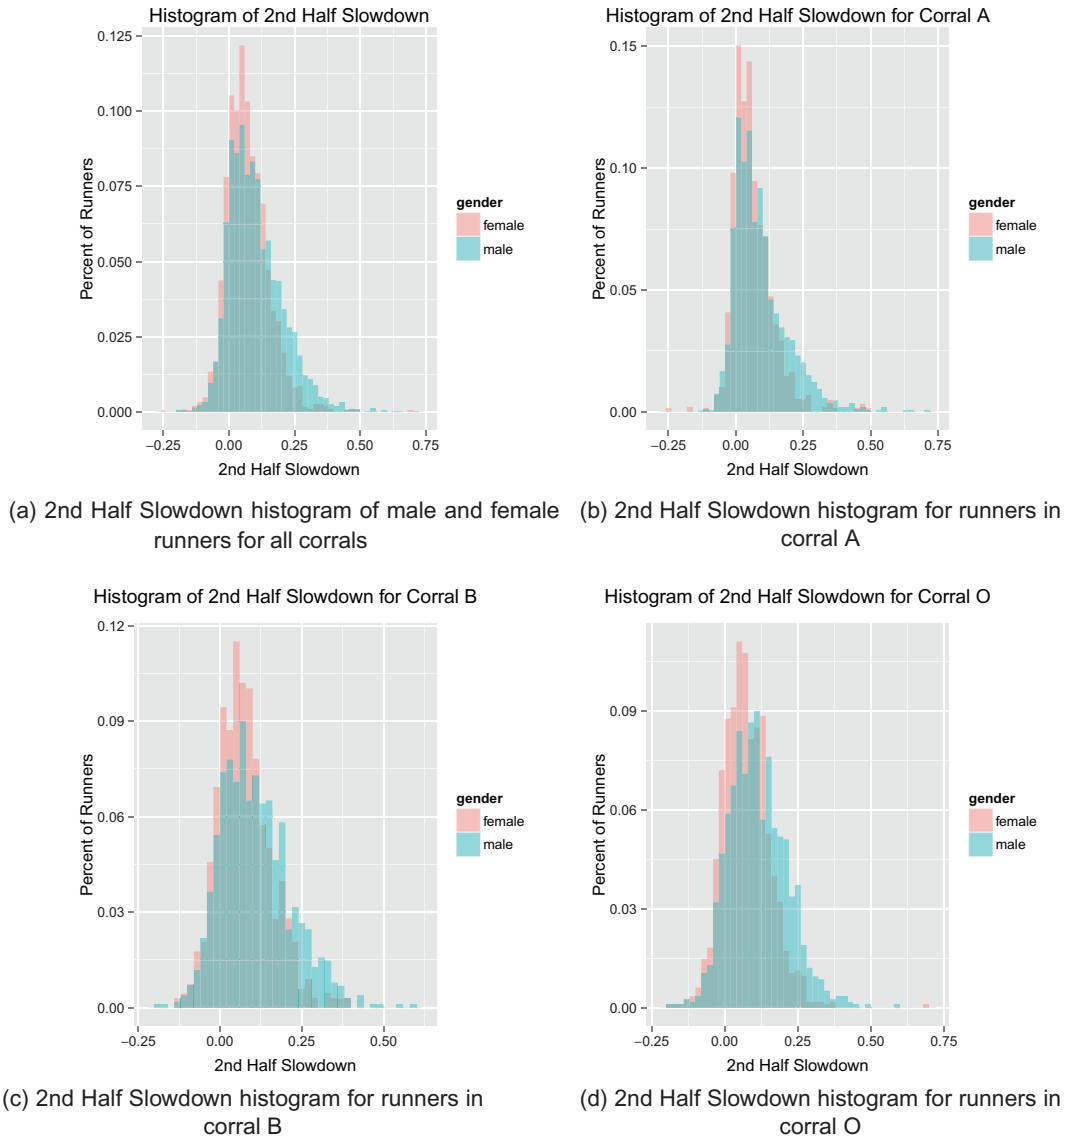 Histogram of 2nd Half Slowdown
0.125
0.100
0.075
0.050
0.025
0.000
Percent of Runners
−0.25 0.00 0.25 0.50 0.75
2nd Half Slowdown
gender
female
male
(a) 2nd Half Slowdown histogram of male and female
runners for all corrals
Histogram of 2nd Half Slowdown for Corral A
0.15
0.10
0.05
0.00
Percent of Runners
−0.25 0.00 0.25 0.50 0.75
2nd Half Slowdown
gender
female
male
(b) 2nd Half Slowdown histogram for runners in
corral A
Histogram of 2nd Half Slowdown for Corral B
0.12
0.09
0.06
0.03
0.00
Percent of Runners
−0.25 0.00 0.25 0.50
2nd Half Slowdown
gender
female
male
(c) 2nd Half Slowdown histogram for runners in
corral B
Histogram of 2nd Half Slowdown for Corral O
0.09
0.06
0.03
0.00
Percent of Runners
−0.25 0.00 0.25 0.50 0.75
2nd Half Slowdown
gender
female
male
(d) 2nd Half Slowdown histogram for runners in
corral O